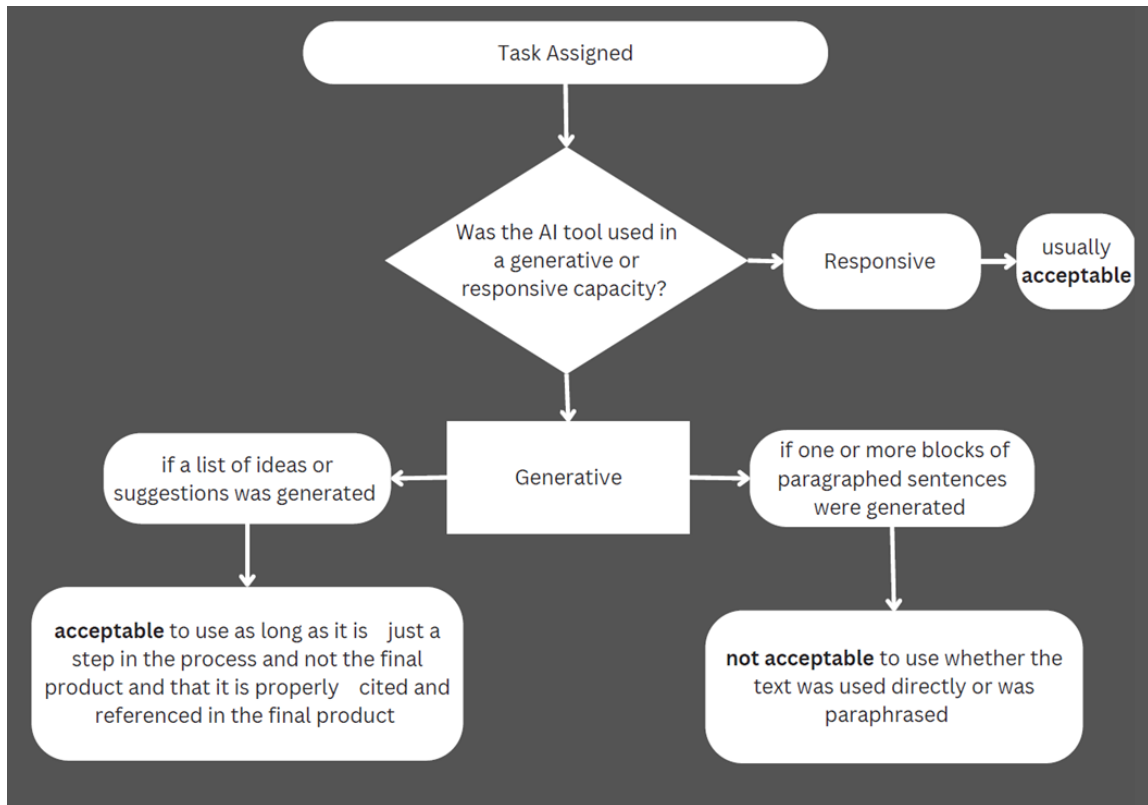 Task Assigned
Was the AI tool used in
a generative or
responsive capacity?
Responsive
usually
acceptable
Generative
if a list of ideas or
suggestions was generated
if one or more blocks of
paragraphed sentences
were generated
acceptable to use as long as it is just a
step in the process and not the final
product and that it is properly cited and
referenced in the final product
not acceptable to use whether the
text was used directly or was
paraphrased